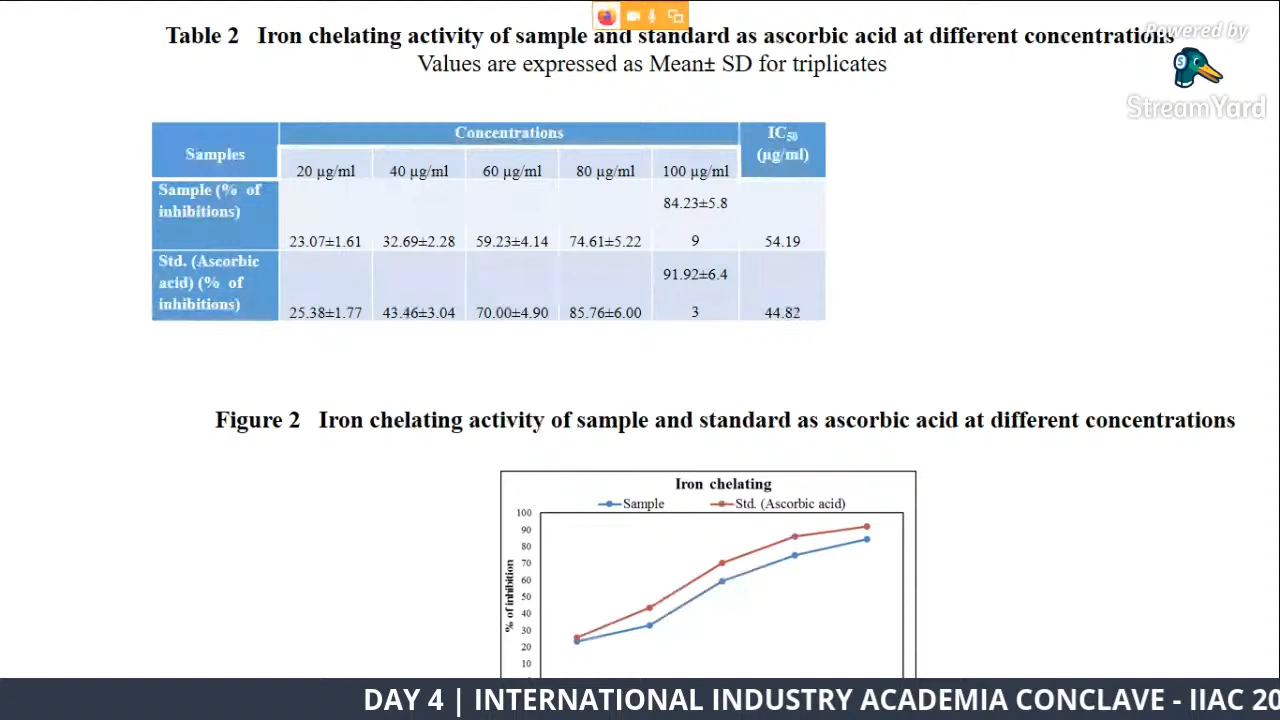 Table 2 Iron chelating activity of sample and standard as ascorbic acid at different concentrations
Values are expressed as Mean± SD for triplicates
Powered by
StreamYard
Samples
Concentrations
IC50
(µg/ml)
20 µg/ml 40 µg/ml 60 µg/ml 80 µg/ml 100 µg/ml
Sample (% of
inhibitions)
84.23±5.8
23.07±1.61 32.69±2.28 59.23±4.14 74.61±5.22 9 54.19
Std. (Ascorbic
acid) (% of
inhibitions)
91.92±6.4
25.38±1.77 43.46±3.04 70.00±4.90 85.76±6.00 3 44.82
Figure 2 Iron chelating activity of sample and standard as ascorbic acid at different concentrations
Iron chelating
Sample Std. (Ascorbic acid)
% of inhibition
100
90
80
70
60
50
40
30
20
10
DAY 4 | INTERNATIONAL INDUSTRY ACADEMIA CONCLAVE - IIAC 20